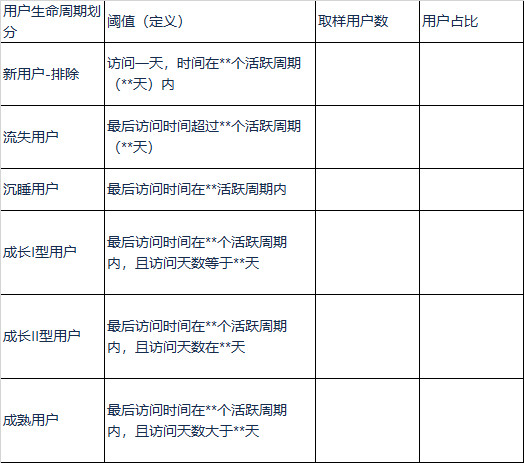 用户生命周期划
分
阈值（定义）
取样用户数
用户占比
新用户-排除
访问一天，时间在**个活跃周期
（**天）内
流失用户
最后访问时间超过**个活跃周期
（**天）
沉睡用户
最后访问时间在**活跃周期内
成长I型用户
最后访问时间在**个活跃周期
内，且访问天数等于**天
成长II型用户
最后访问时间在**个活跃周期
内，且访问天数在**天
成熟用户
最后访问时间在**个活跃周期
内，且访问天数大于**天